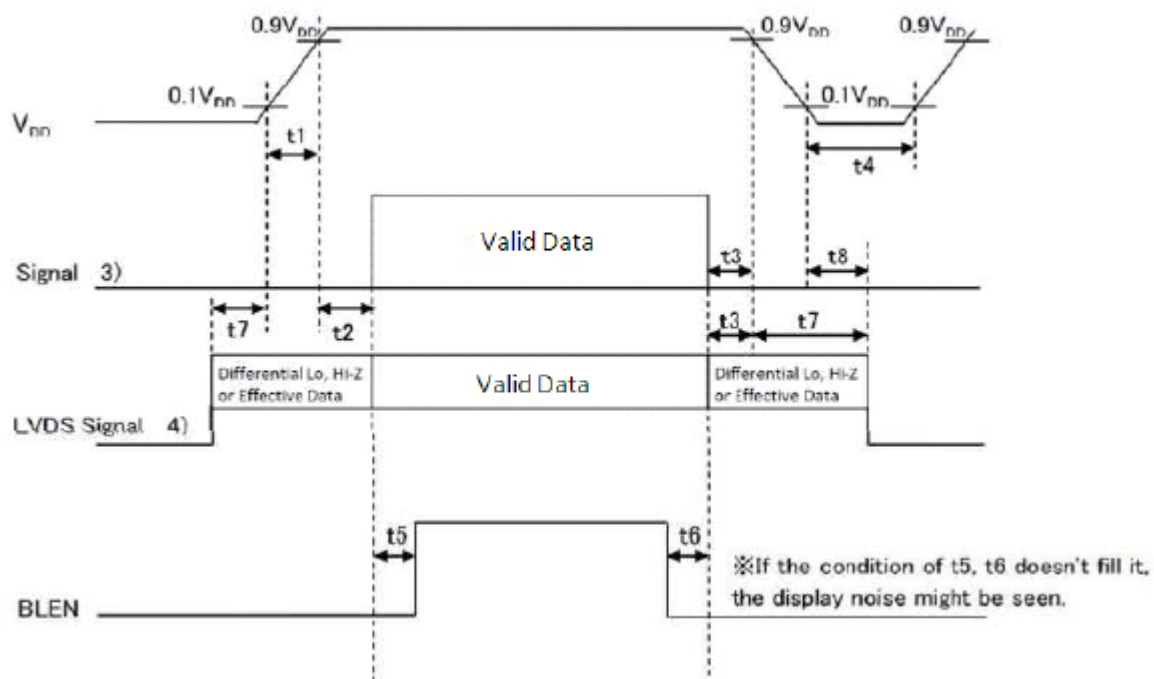 0.9VDD
0.9VDD
0.9VDD
0.1VDD
0.1VDD
VDD
t1
t4
Valid Data
Signal 3)
t3
t8
t7
t2
t3
t7
Differential Lo, Hi-Z
or Effective Data
Valid Data
Differential Lo, Hi-Z
or Effective Data
LVDS Signal 4)
t5
t6
※If the condition of t5, t6 doesn't fill it,
the display noise might be seen.
BLEN